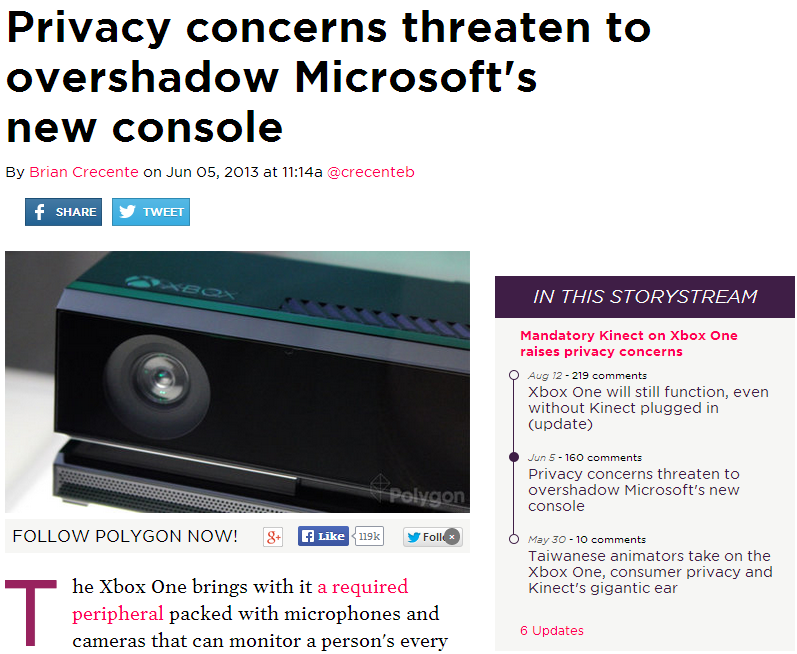 Privacy concerns threaten to
overshadow Microsoft's
new console
By Brian Crecente on Jun 05, 2013 at 11:14a @crecenteb
SHARE
TWEET
XBOX
Polygon
FOLLOW POLYGON NOW!
g+
Like
119k
Folle
The Xbox One brings with it a required
peripheral packed with microphones and
cameras that can monitor a person's every
IN THIS STORYSTREAM
Mandatory Kinect on Xbox One
raises privacy concerns
Aug 12 - 219 comments
Xbox One will still function, even
without Kinect plugged in
(update)
Jun 5 - 160 comments
Privacy concerns threaten to
overshadow Microsoft's new
console
May 30 - 10 comments
Taiwanese animators take on the
Xbox One, consumer privacy and
Kinect's gigantic ear
6 Updates